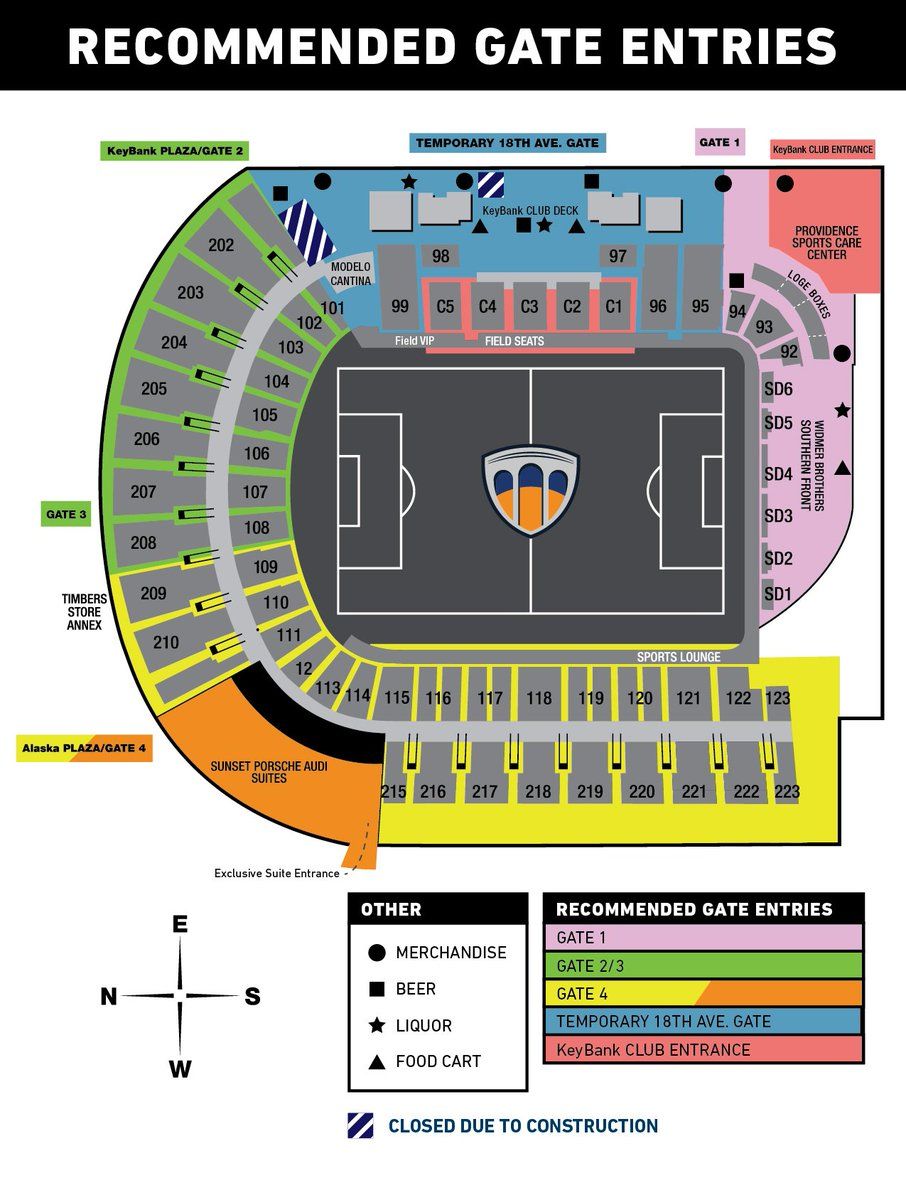 RECOMMENDED GATE ENTRIES
KeyBank PLAZA/GATE 2
TEMPORARY 18TH AVE. GATE
GATE 1
KeyBank CLUB ENTRANCE
KeyBank CLUB DECK
PROVIDENCE
SPORTS CARE
CENTER
202
203
204
205
206
207
208
209
210
MODELO
CANTINA
98
97
99
C5
C4
C3
C2
C1
96
95
94
93
92
LOGE BOXES
101
102
103
104
105
106
107
108
109
110
111
12
113
114
115
116
117
118
119
120
121
122
123
Field VIP
FIELD SEATS
SD6
SD5
SD4
SD3
SD2
SD1
WIDMER BROTHERS
SOUTHERN FRONT
GATE 3
TIMBERS
STORE
ANNEX
SPORTS LOUNGE
Alaska PLAZA/GATE 4
SUNSET PORSCHE AUDI
SUITES
215
216
217
218
219
220
221
222
223
Exclusive Suite Entrance
E
N
S
W
OTHER
MERCHANDISE
BEER
LIQUOR
FOOD CART
RECOMMENDED GATE ENTRIES
GATE 1
GATE 2/3
GATE 4
TEMPORARY 18TH AVE. GATE
KeyBank CLUB ENTRANCE
CLOSED DUE TO CONSTRUCTION